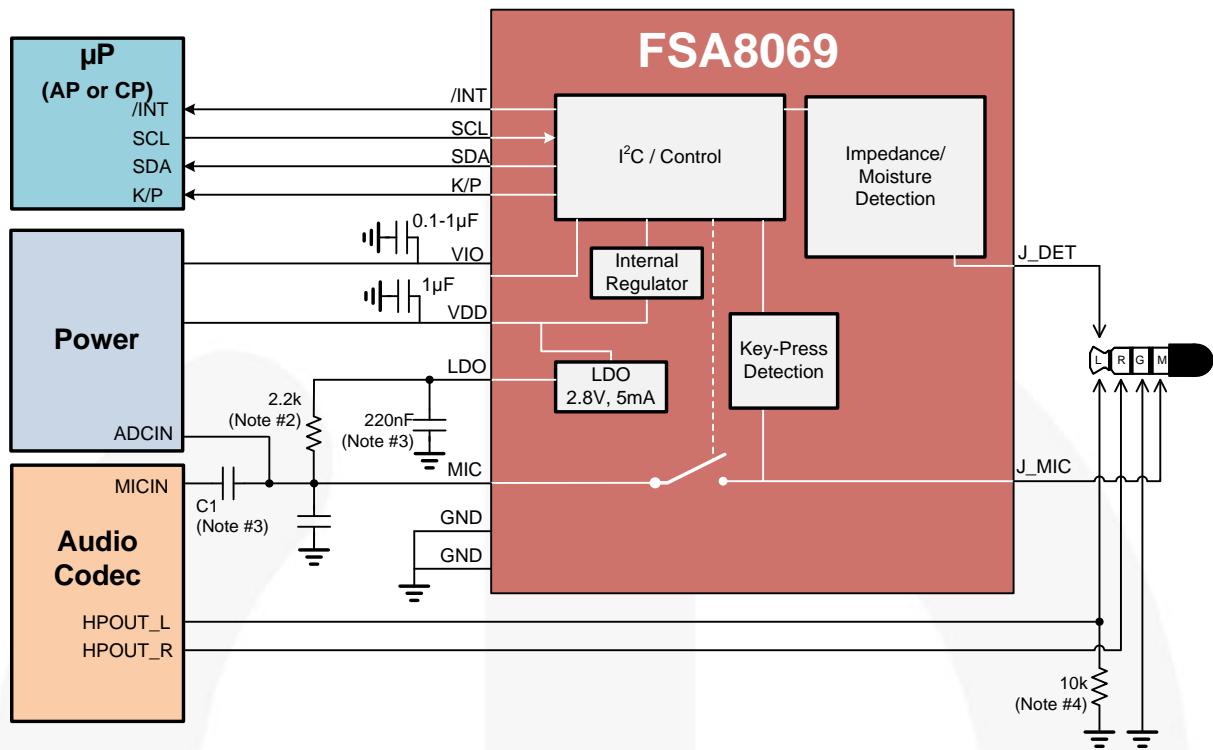 µP
(AP or CP)
/INT
SCL
SDA
K/P
/INT
SCL
SDA
K/P
FSA8069
I²C / Control
Impedance/
Moisture
Detection
Power
ADCIN
0.1-1µF
VIO
1µF
VDD
LDO
2.2k
(Note #2)
220nF
(Note #3)
MIC
Internal
Regulator
LDO
2.8V, 5mA
Key-Press
Detection
J_DET
L R G M
J_MIC
MICIN
C1
(Note #3)
GND
GND
Audio
Codec
HPOUT_L
HPOUT_R
10k
(Note #4)